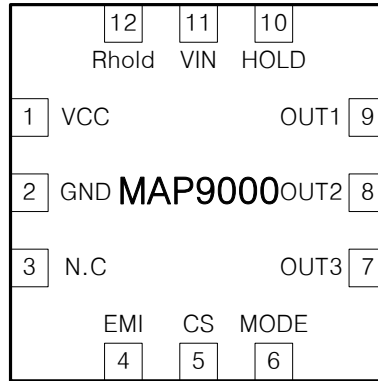 12 11 10
Rhold VIN HOLD
1 VCC OUT1 9
2 GND MAP9000 OUT2 8
3 N.C OUT3 7
EMI CS MODE
4 5 6